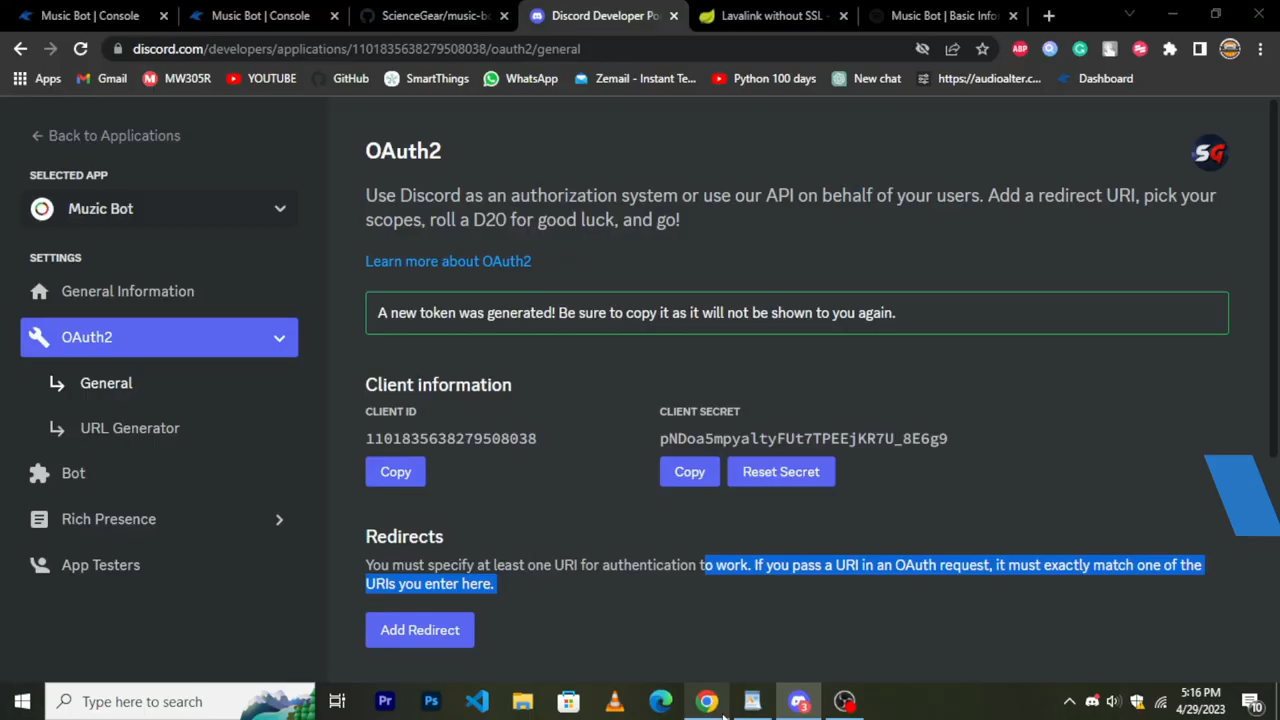 Music Bot | Console
Music Bot | Console
ScienceGear/music-bo
Discord Developer Po
Lavalink without SSL -
Music Bot | Basic Info
discord.com/developers/applications/1101835638279508038/oauth2/general
Apps
Gmail
MW305R
YOUTUBE
GitHub
SmartThings
WhatsApp
Zemail - Instant Te...
Python 100 days
New chat
https://audioalter.c...
Dashboard
ABP
← Back to Applications
SELECTED APP
Muzic Bot
SETTINGS
General Information
OAuth2
General
URL Generator
Bot
Rich Presence
App Testers
OAuth2
SG
Use Discord as an authorization system or use our API on behalf of your users. Add a redirect URI, pick your
scopes, roll a D20 for good luck, and go!
Learn more about OAuth2
A new token was generated! Be sure to copy it as it will not be shown to you again.
Client information
CLIENT ID
CLIENT SECRET
1101835638279508038
pNDoa5mpyaltyFUt7TPEEjKR7U_8E6g9
Copy
Copy
Reset Secret
Redirects
You must specify at least one URI for authentication to work. If you pass a URI in an OAuth request, it must exactly match one of the
URIs you enter here.
Add Redirect
Type here to search
Pr
Ps
3
5:16 PM
4/29/2023
10